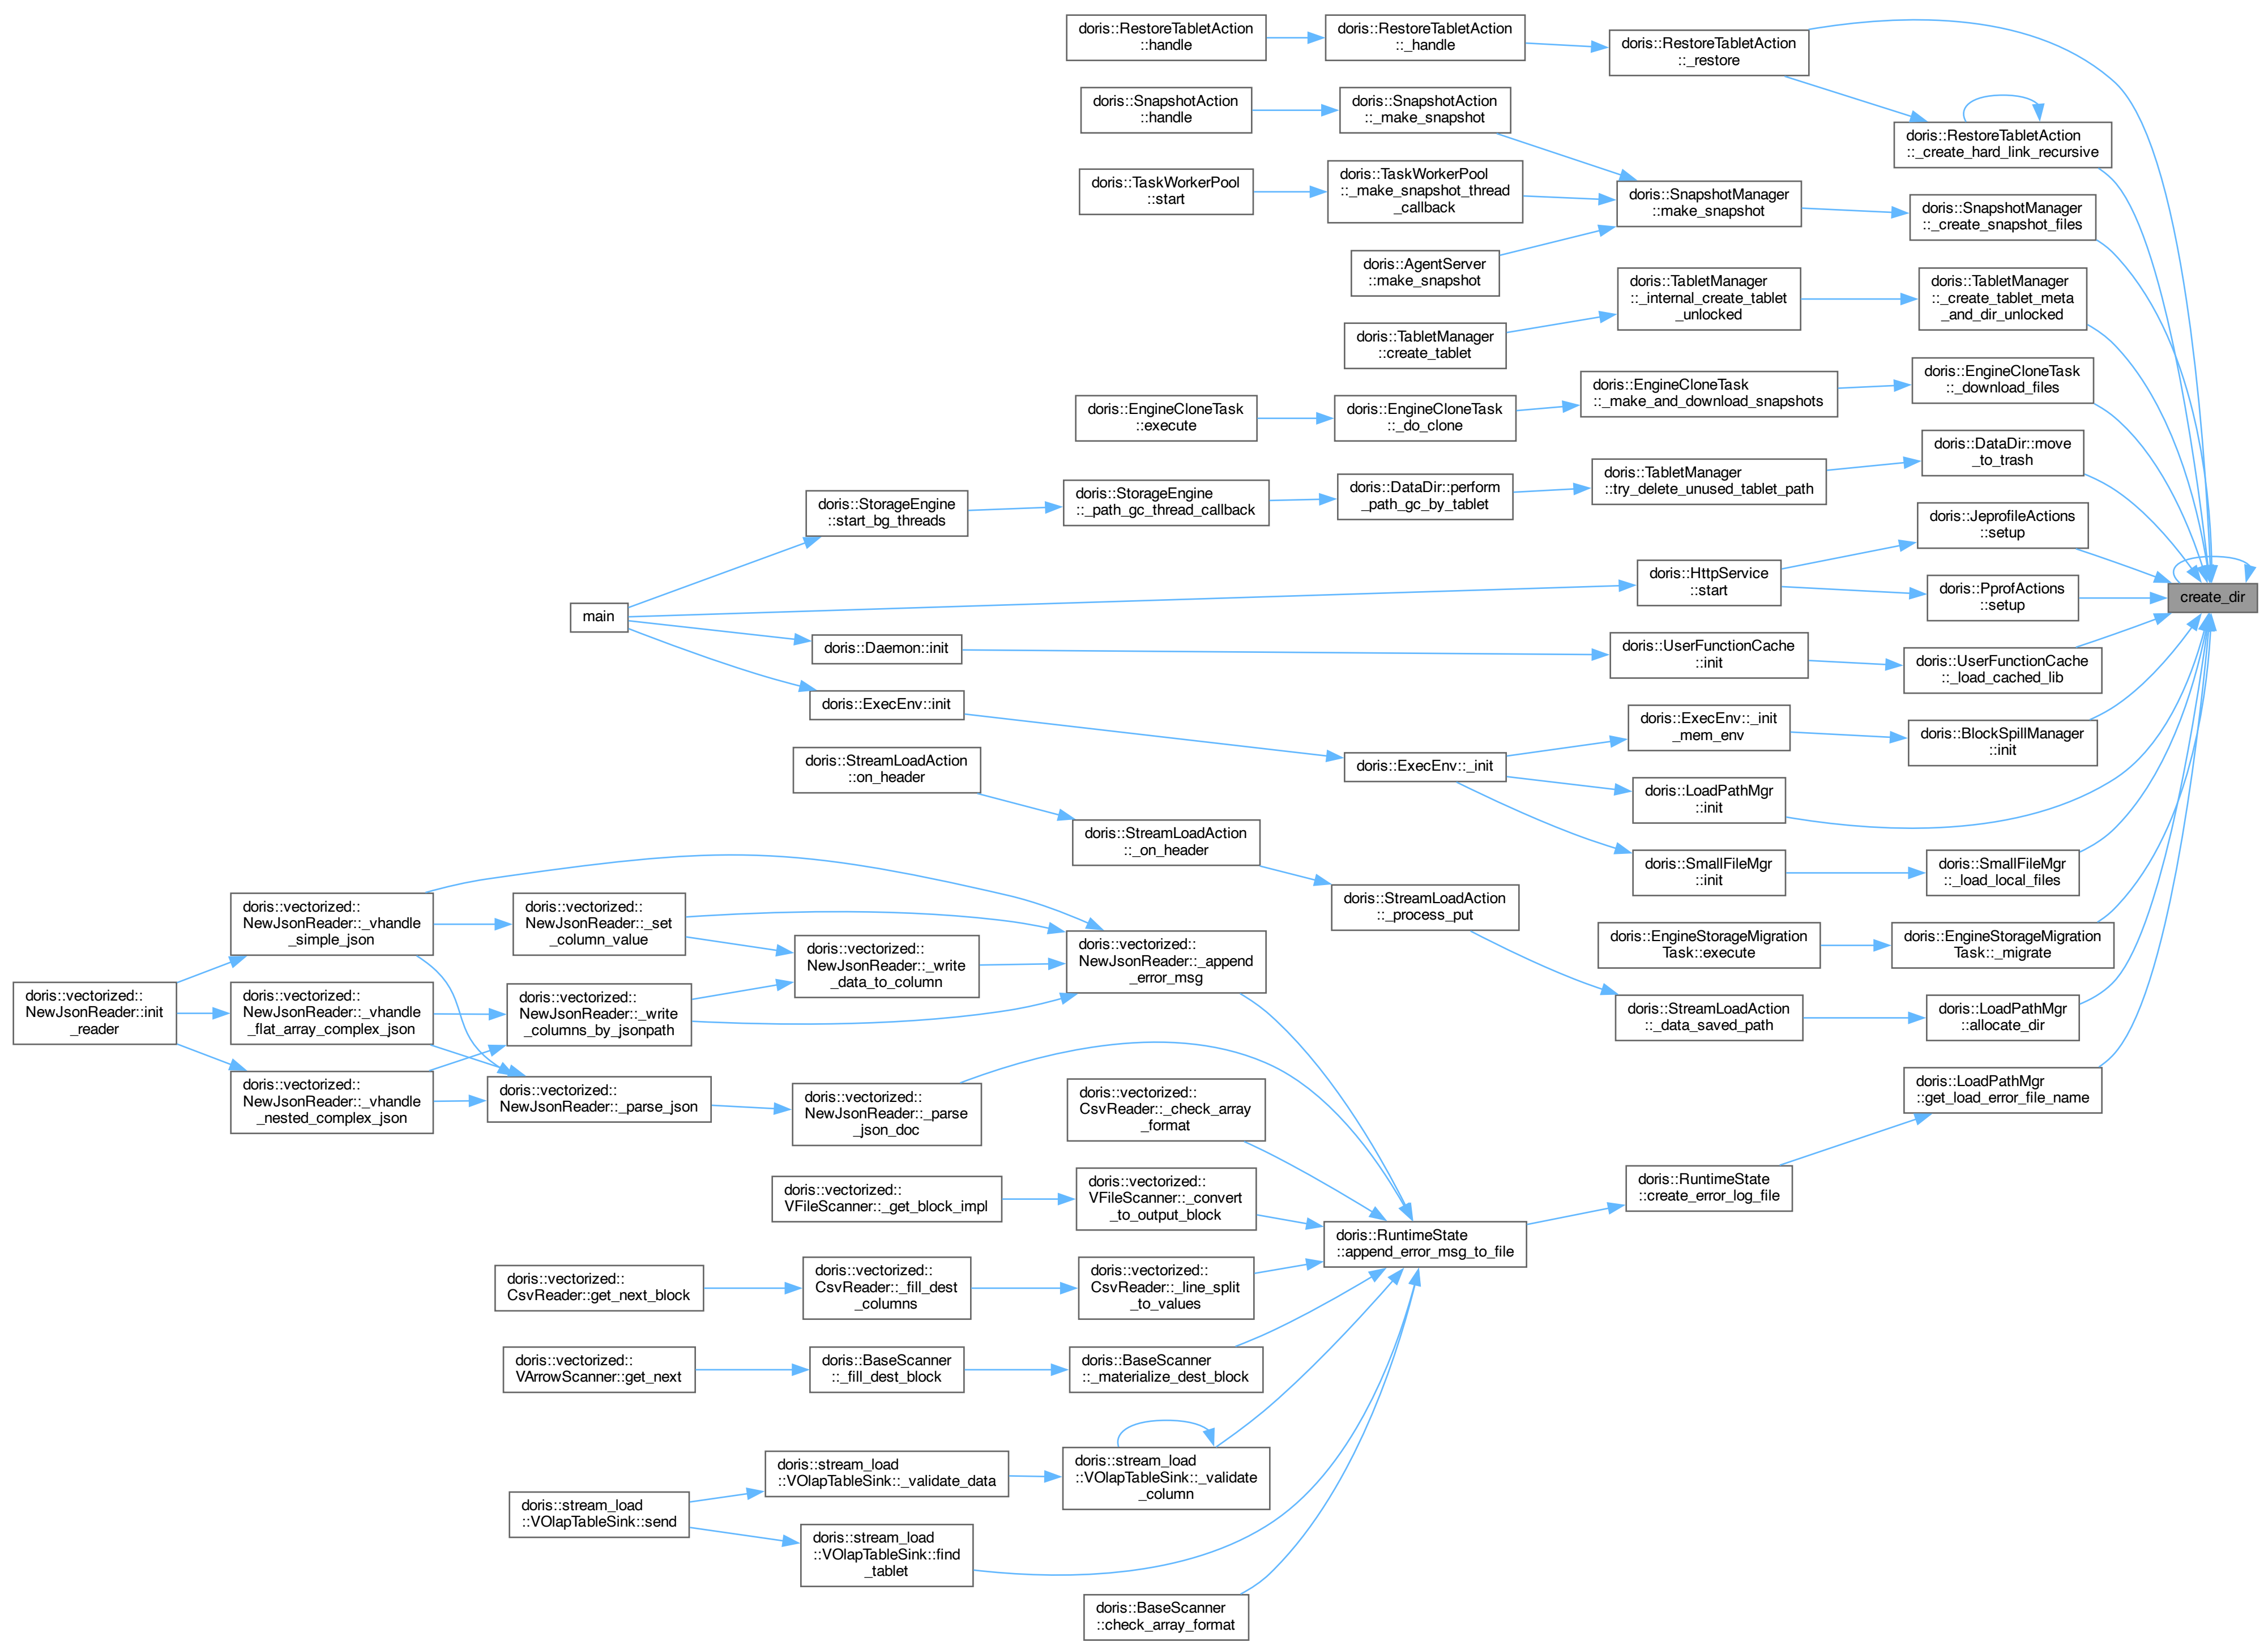 doris::RestoreTabletAction
::handle
doris::RestoreTabletAction
::_handle
doris::RestoreTabletAction
::_restore
doris::SnapshotAction
::handle
doris::SnapshotAction
::_make_snapshot
doris::RestoreTabletAction
::_create_hard_link_recursive
doris::TaskWorkerPool
::start
doris::TaskWorkerPool
::_make_snapshot_thread
_callback
doris::SnapshotManager
::make_snapshot
doris::SnapshotManager
::_create_snapshot_files
doris::AgentServer
::make_snapshot
doris::TabletManager
::_internal_create_tablet
_unlocked
doris::TabletManager
::_create_tablet_meta
_and_dir_unlocked
doris::TabletManager
::create_tablet
doris::EngineCloneTask
::execute
doris::EngineCloneTask
::_do_clone
doris::EngineCloneTask
::_make_and_download_snapshots
doris::EngineCloneTask
::_download_files
doris::StorageEngine
::start_bg_threads
doris::StorageEngine
::_path_gc_thread_callback
doris::DataDir::perform
_path_gc_by_tablet
doris::TabletManager
::try_delete_unused_tablet_path
doris::DataDir::move
_to_trash
doris::JeprofileActions
::setup
main
doris::HttpService
::start
doris::PprofActions
::setup
create_dir
doris::Daemon::init
doris::UserFunctionCache
::init
doris::UserFunctionCache
::_load_cached_lib
doris::ExecEnv::init
doris::ExecEnv::_init
_mem_env
doris::BlockSpillManager
::init
doris::StreamLoadAction
::on_header
doris::ExecEnv::_init
doris::LoadPathMgr
::init
doris::StreamLoadAction
::_on_header
doris::SmallFileMgr
::init
doris::SmallFileMgr
::_load_local_files
doris::vectorized::
NewJsonReader::_vhandle
_simple_json
doris::vectorized::
NewJsonReader::_set
_column_value
doris::StreamLoadAction
::_process_put
doris::vectorized::
NewJsonReader::_write
_data_to_column
doris::vectorized::
NewJsonReader::_append
_error_msg
doris::EngineStorageMigration
Task::execute
doris::EngineStorageMigration
Task::_migrate
doris::vectorized::
NewJsonReader::init
_reader
doris::vectorized::
NewJsonReader::_vhandle
_flat_array_complex_json
doris::vectorized::
NewJsonReader::_write
_columns_by_jsonpath
doris::StreamLoadAction
::_data_saved_path
doris::LoadPathMgr
::allocate_dir
doris::vectorized::
NewJsonReader::_vhandle
_nested_complex_json
doris::vectorized::
NewJsonReader::_parse_json
doris::vectorized::
NewJsonReader::_parse
_json_doc
doris::vectorized::
CsvReader::_check_array
_format
doris::LoadPathMgr
::get_load_error_file_name
doris::vectorized::
VFileScanner::_get_block_impl
doris::vectorized::
VFileScanner::_convert
_to_output_block
doris::RuntimeState
::create_error_log_file
doris::RuntimeState
::append_error_msg_to_file
doris::vectorized::
CsvReader::get_next_block
doris::vectorized::
CsvReader::_fill_dest
_columns
doris::vectorized::
CsvReader::_line_split
_to_values
doris::vectorized::
VArrowScanner::get_next
doris::BaseScanner
::_fill_dest_block
doris::BaseScanner
::_materialize_dest_block
doris::stream_load
::VOlapTableSink::_validate_data
doris::stream_load
::VOlapTableSink::_validate
_column
doris::stream_load
::VOlapTableSink::send
doris::stream_load
::VOlapTableSink::find
_tablet
doris::BaseScanner
::check_array_format